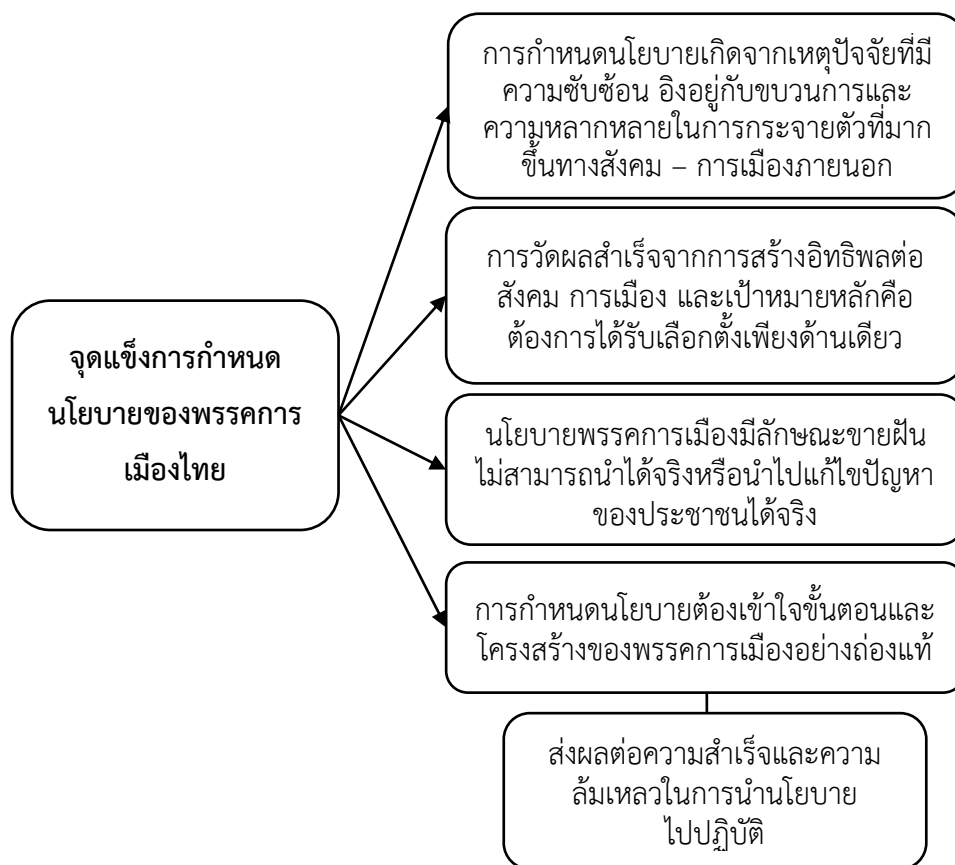 การกำหนดนโยบายเกิดจากเหตุปัจจัยที่มี
ความซับซ้อน อิงอยู่กับขบวนการและ
ความหลากหลายในการกระจายตัวที่มาก
ขึ้นทางสังคม – การเมืองภายนอก
การวัดผลสำเร็จจากการสร้างอิทธิพลต่อ
สังคม การเมือง และเป้าหมายหลักคือ
ต้องการได้รับเลือกตั้งเพียงด้านเดียว
จุดแข็งการกำหนด
นโยบายของพรรคการ
เมืองไทย
นโยบายพรรคการเมืองมีลักษณะขายฝัน
ไม่สามารถนำได้จริงหรือนำไปแก้ไขปัญหา
ของประชาชนได้จริง
การกำหนดนโยบายต้องเข้าใจขั้นตอนและ
โครงสร้างของพรรคการเมืองอย่างถ่องแท้
ส่งผลต่อความสำเร็จและความ
ล้มเหลวในการนำนโยบาย
ไปปฏิบัติ